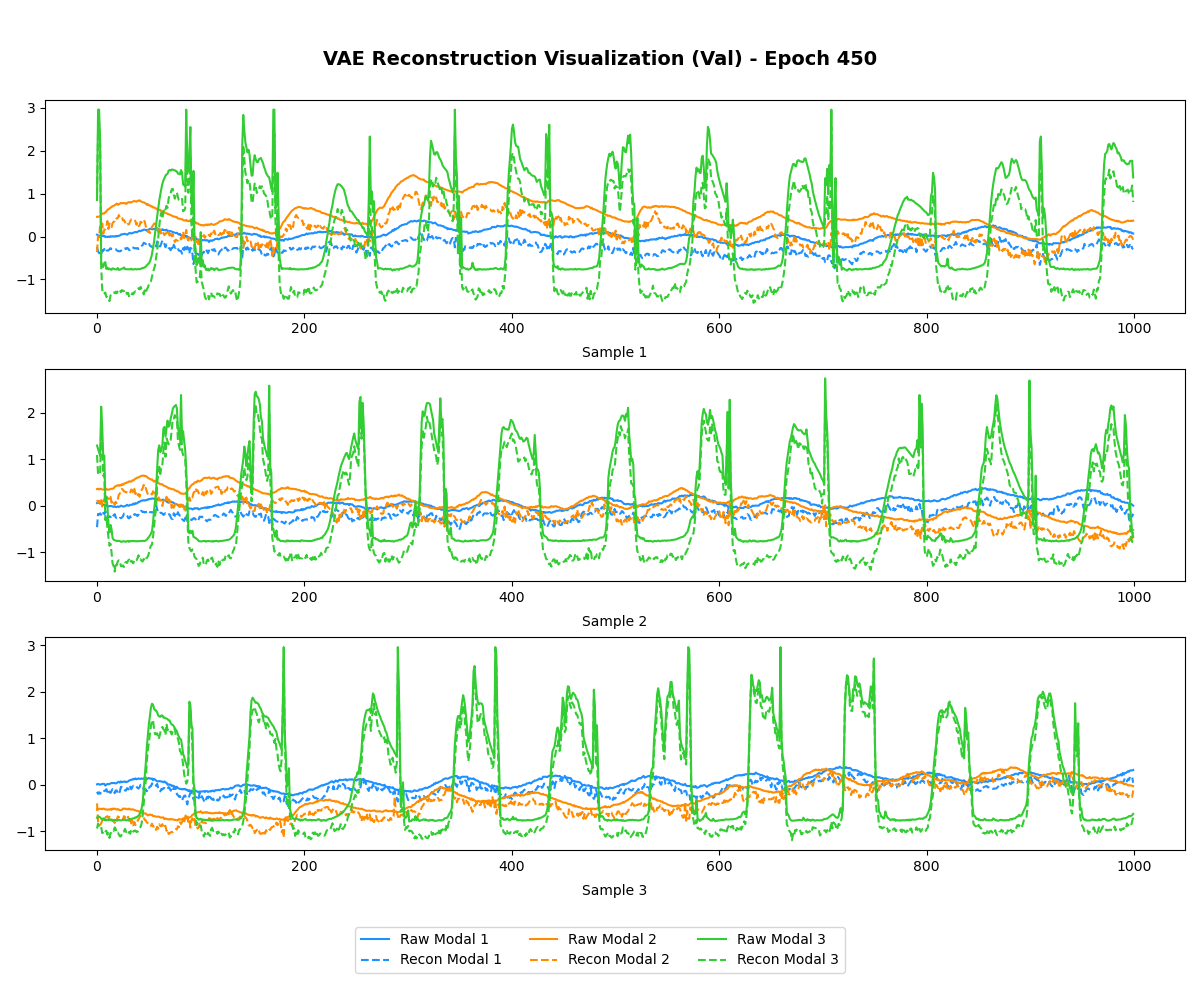 VAE Reconstruction Visualization (Val) - Epoch 450
3
2
1
0
−1
0 200 400 600 800 1000
Sample 1
2
1
0
−1
0 200 400 600 800 1000
Sample 2
3
2
1
0
−1
0 200 400 600 800 1000
Sample 3
Raw Modal 1 Raw Modal 2 Raw Modal 3
Recon Modal 1 Recon Modal 2 Recon Modal 3